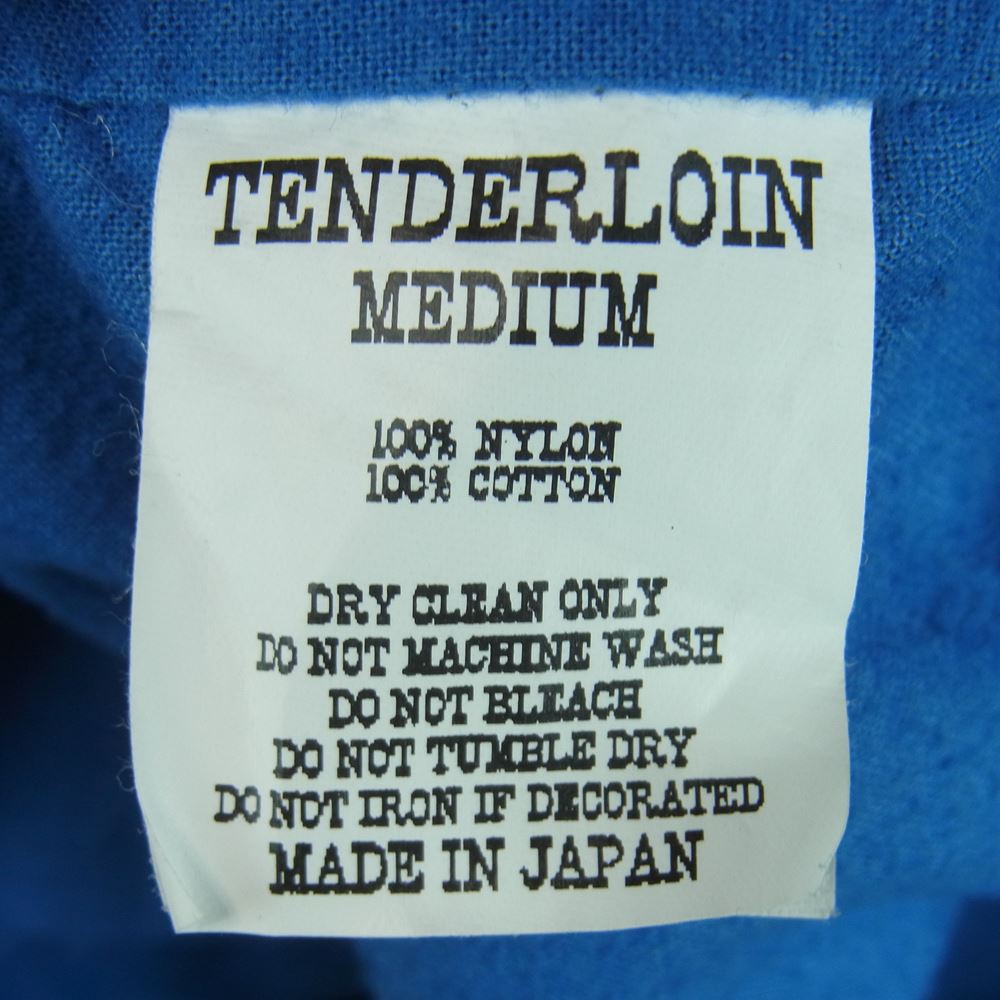 TENDERLOIN
MEDIUM
100% NYLON
100% COTTON
DRY CLEAN ONLY
DO NOT MACHINE WASH
DO NOT BLEACH
DO NOT TUMBLE DRY
DO NOT IRON IF DECORATED
MADE IN JAPAN